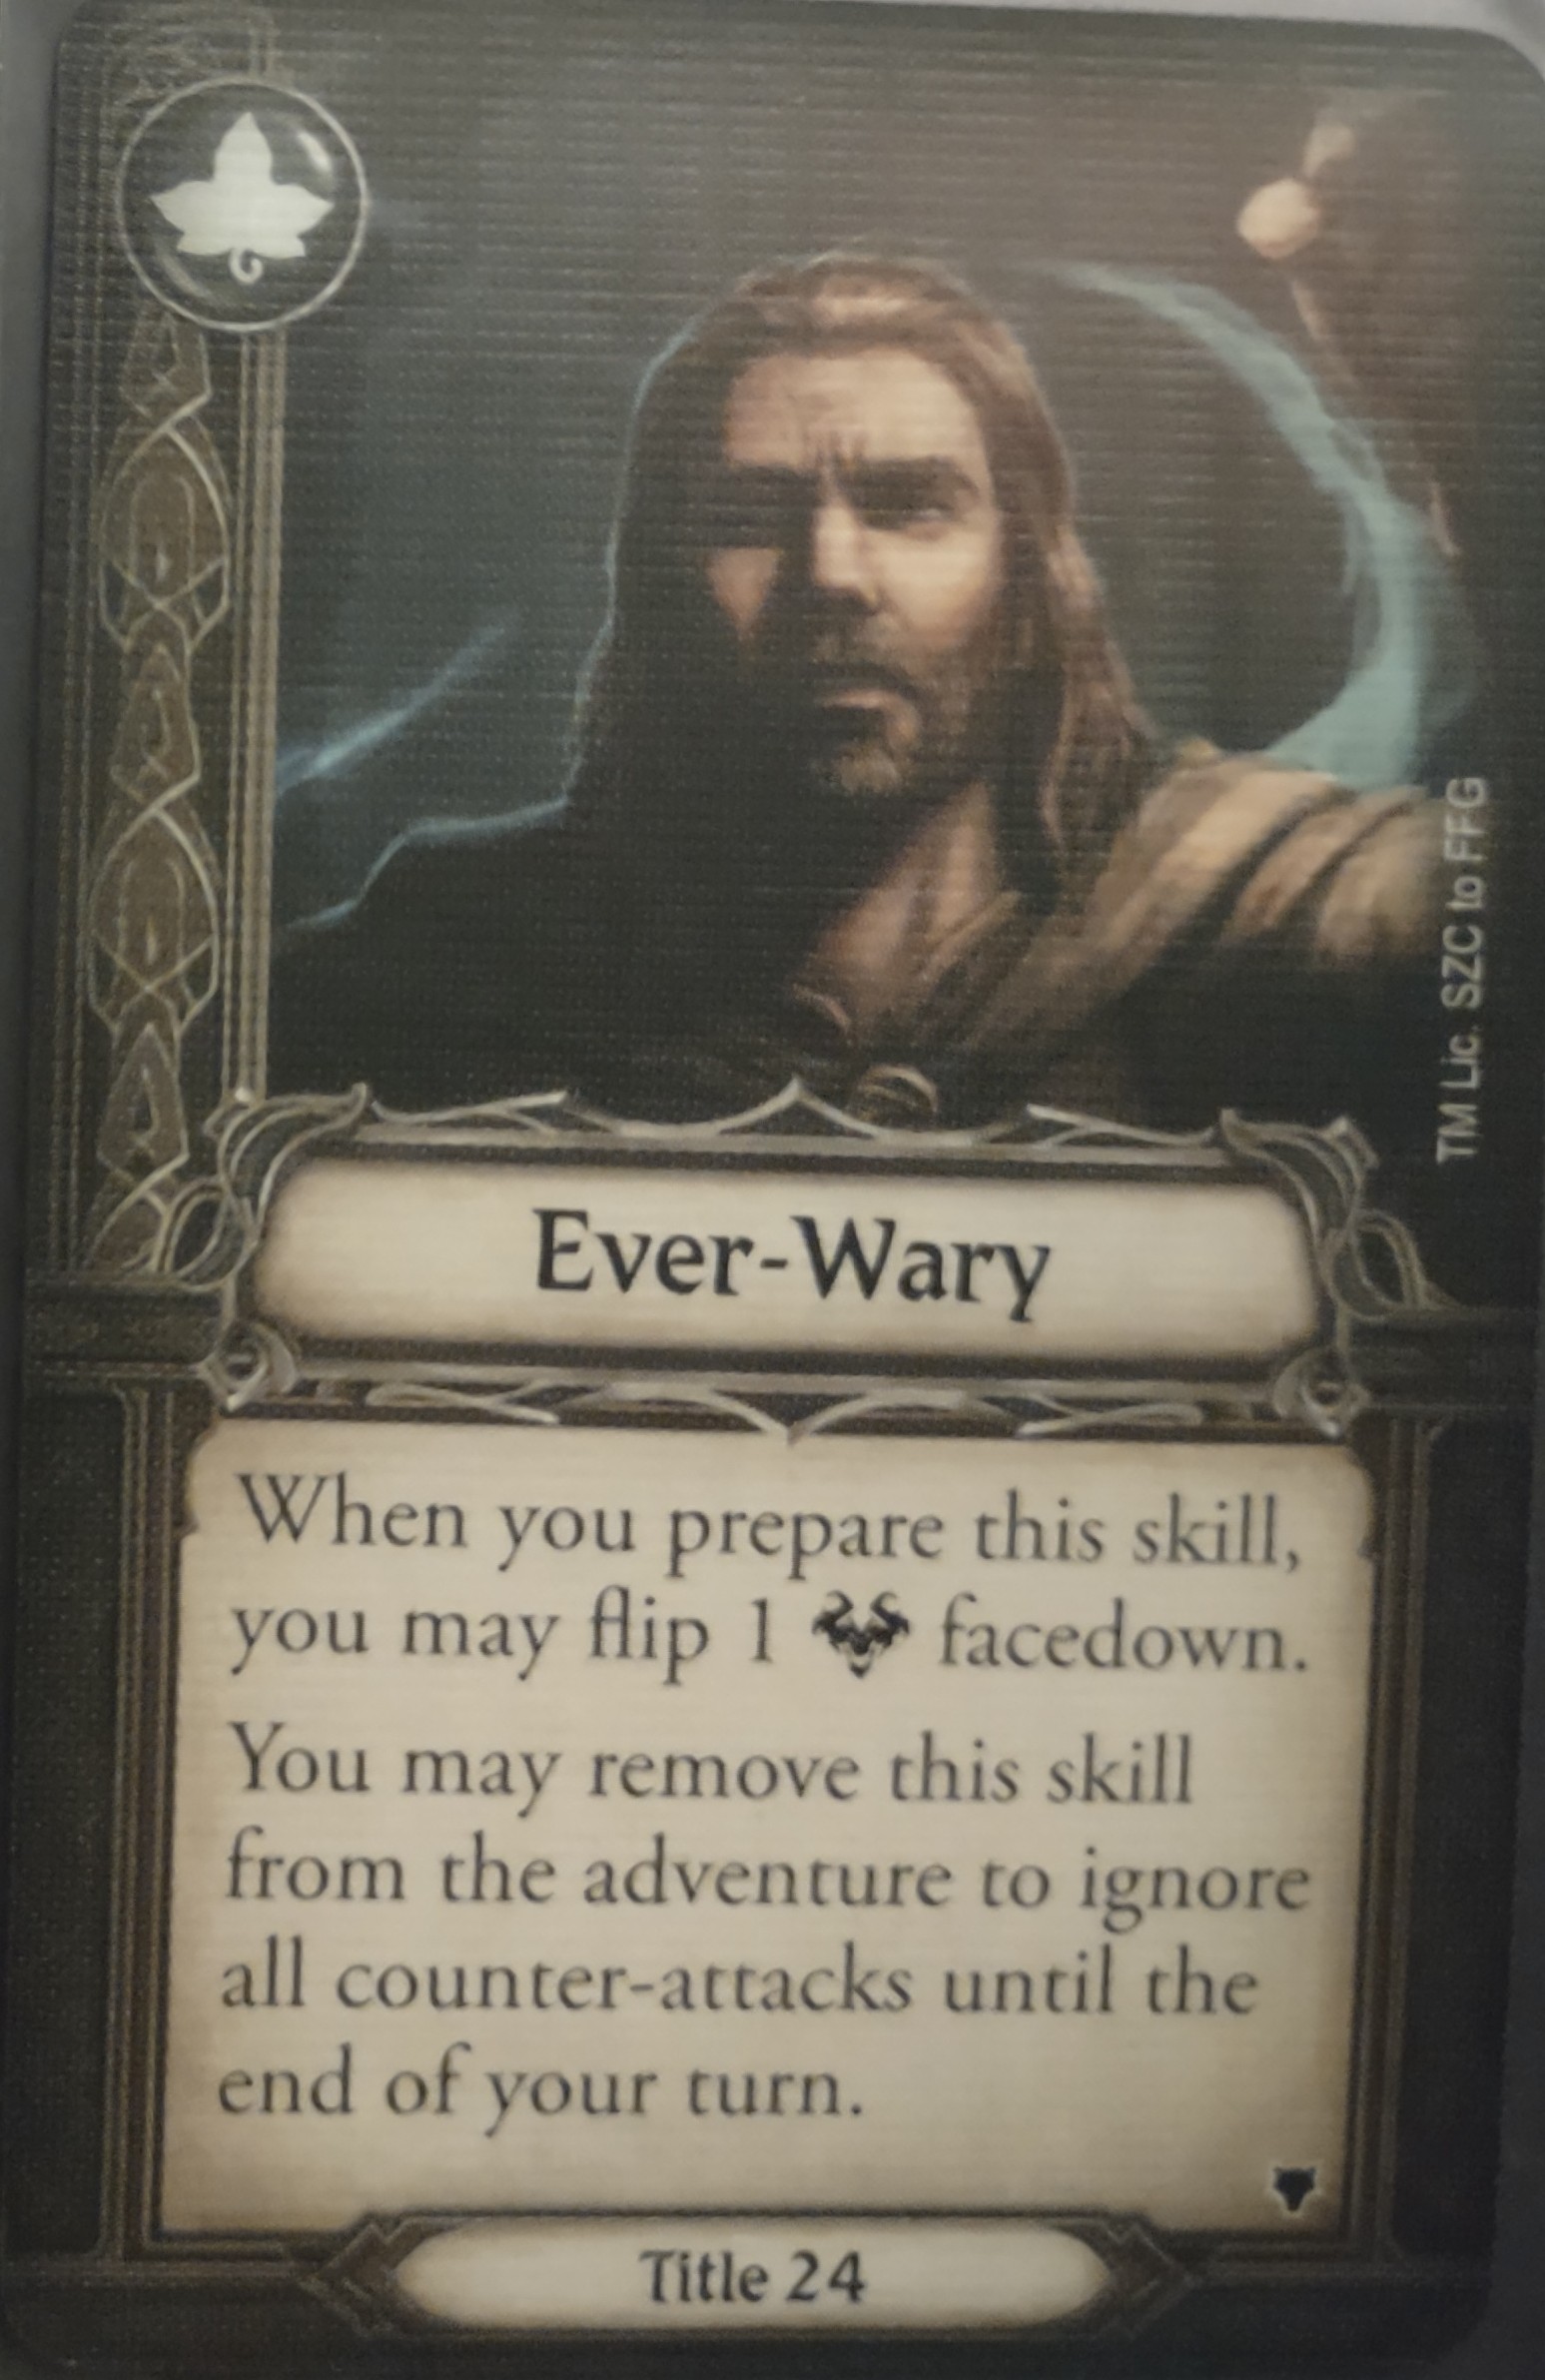 TM Lic. SZC to FFG
Ever-Wary
When you prepare this skill,
you may flip 1 facedown.
You may remove this skill
from the adventure to ignore
all counter-attacks until the
end of your turn.
Title 24